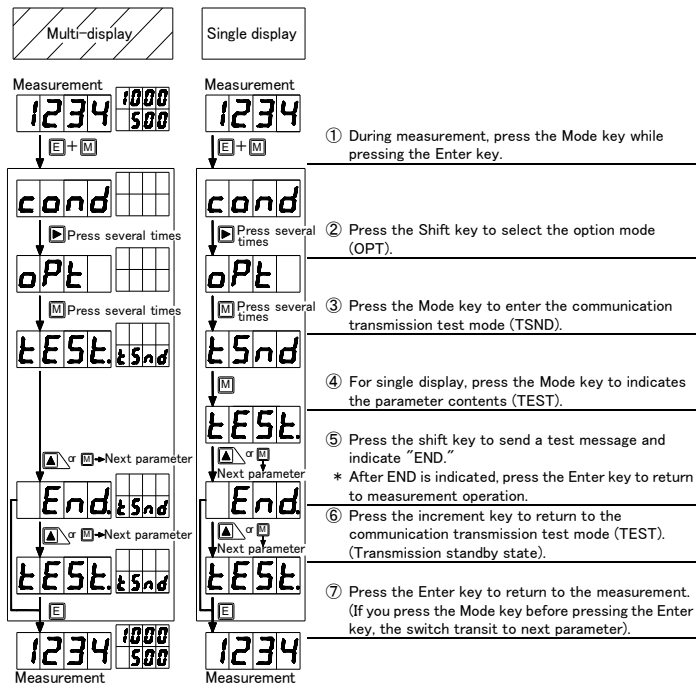 Multi-display
Single display
Measurement
1234 1000
500
E+M
cond
Press several times
oPt
M Press several times
tESt. tSnd
or M Next parameter
End. tSnd
or M Next parameter
tESt. tSnd
E
1234 1000
500
Measurement
Measurement
1234
E+M
cond
Press several
times
oPt
M Press several
times
tSnd
M
tESt.
or M
Next parameter
End.
or M
Next parameter
tESt.
E
1234
Measurement
① During measurement, press the Mode key while
pressing the Enter key.
② Press the Shift key to select the option mode
(OPT).
③ Press the Mode key to enter the communication
transmission test mode (TSND).
④ For single display, press the Mode key to indicates
the parameter contents (TEST).
⑤ Press the shift key to send a test message and
indicate "END."
* After END is indicated, press the Enter key to return
to measurement operation.
⑥ Press the increment key to return to the
communication transmission test mode (TEST).
(Transmission standby state).
⑦ Press the Enter key to return to the measurement.
(If you press the Mode key before pressing the Enter
key, the switch transit to next parameter).